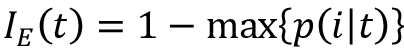 I_E(t) = 1 − max{p(i|t)}